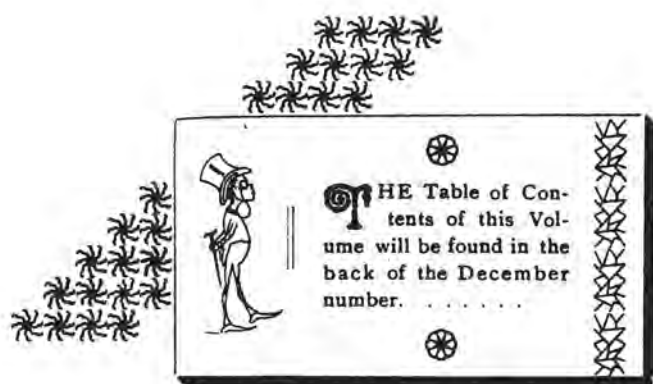 THE Table of Con-
tents of this Vol-
ume will be found in the
back of the December
number. . . . . . .